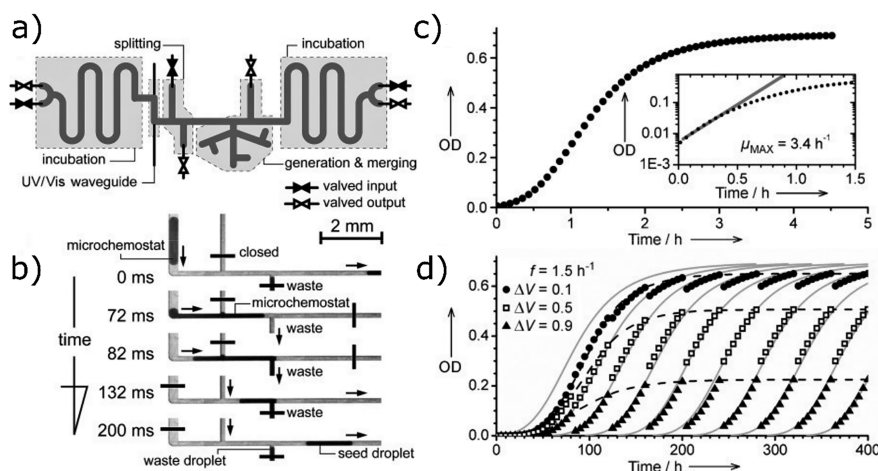 a)
splitting
incubation
incubation
UV/Vis waveguide
generation & merging
valved input
valved output
b)
microchemostat
closed
2 mm
0 ms
waste
72 ms
microchemostat
waste
time
82 ms
waste
132 ms
waste
200 ms
waste droplet
seed droplet
c)
0.6
0.4
0.2
0.0
OD
0 1 2 3 4 5
Time / h
OD
0.1
0.01
1E-3
μMAX = 3.4 h-1
0.0 0.5 1.0 1.5
Time / h
d)
0.6
0.4
0.2
0.0
OD
f = 1.5 h-1
ΔV = 0.1
ΔV = 0.5
ΔV = 0.9
0 100 200 300 400
Time / h